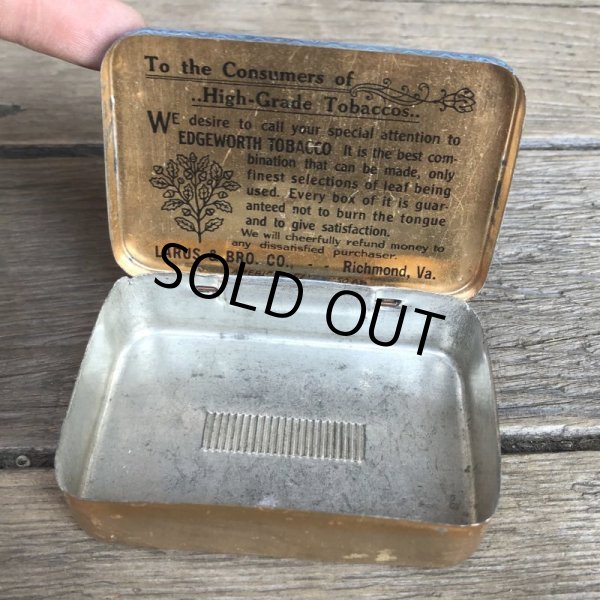 To the Consumers of
..High-Grade Tobaccos..
WE desire to call your special attention to
EDGEWORTH TOBACCO. It is the best com-
bination that can be made, only
finest selections of leaf being
used. Every box of it is guar-
anteed not to burn the tongue
and to give satisfaction.
We will cheerfully refund money to
any dissatisfied purchaser.
LARUS & BRO. CO., - - Richmond, Va.
SOLD OUT